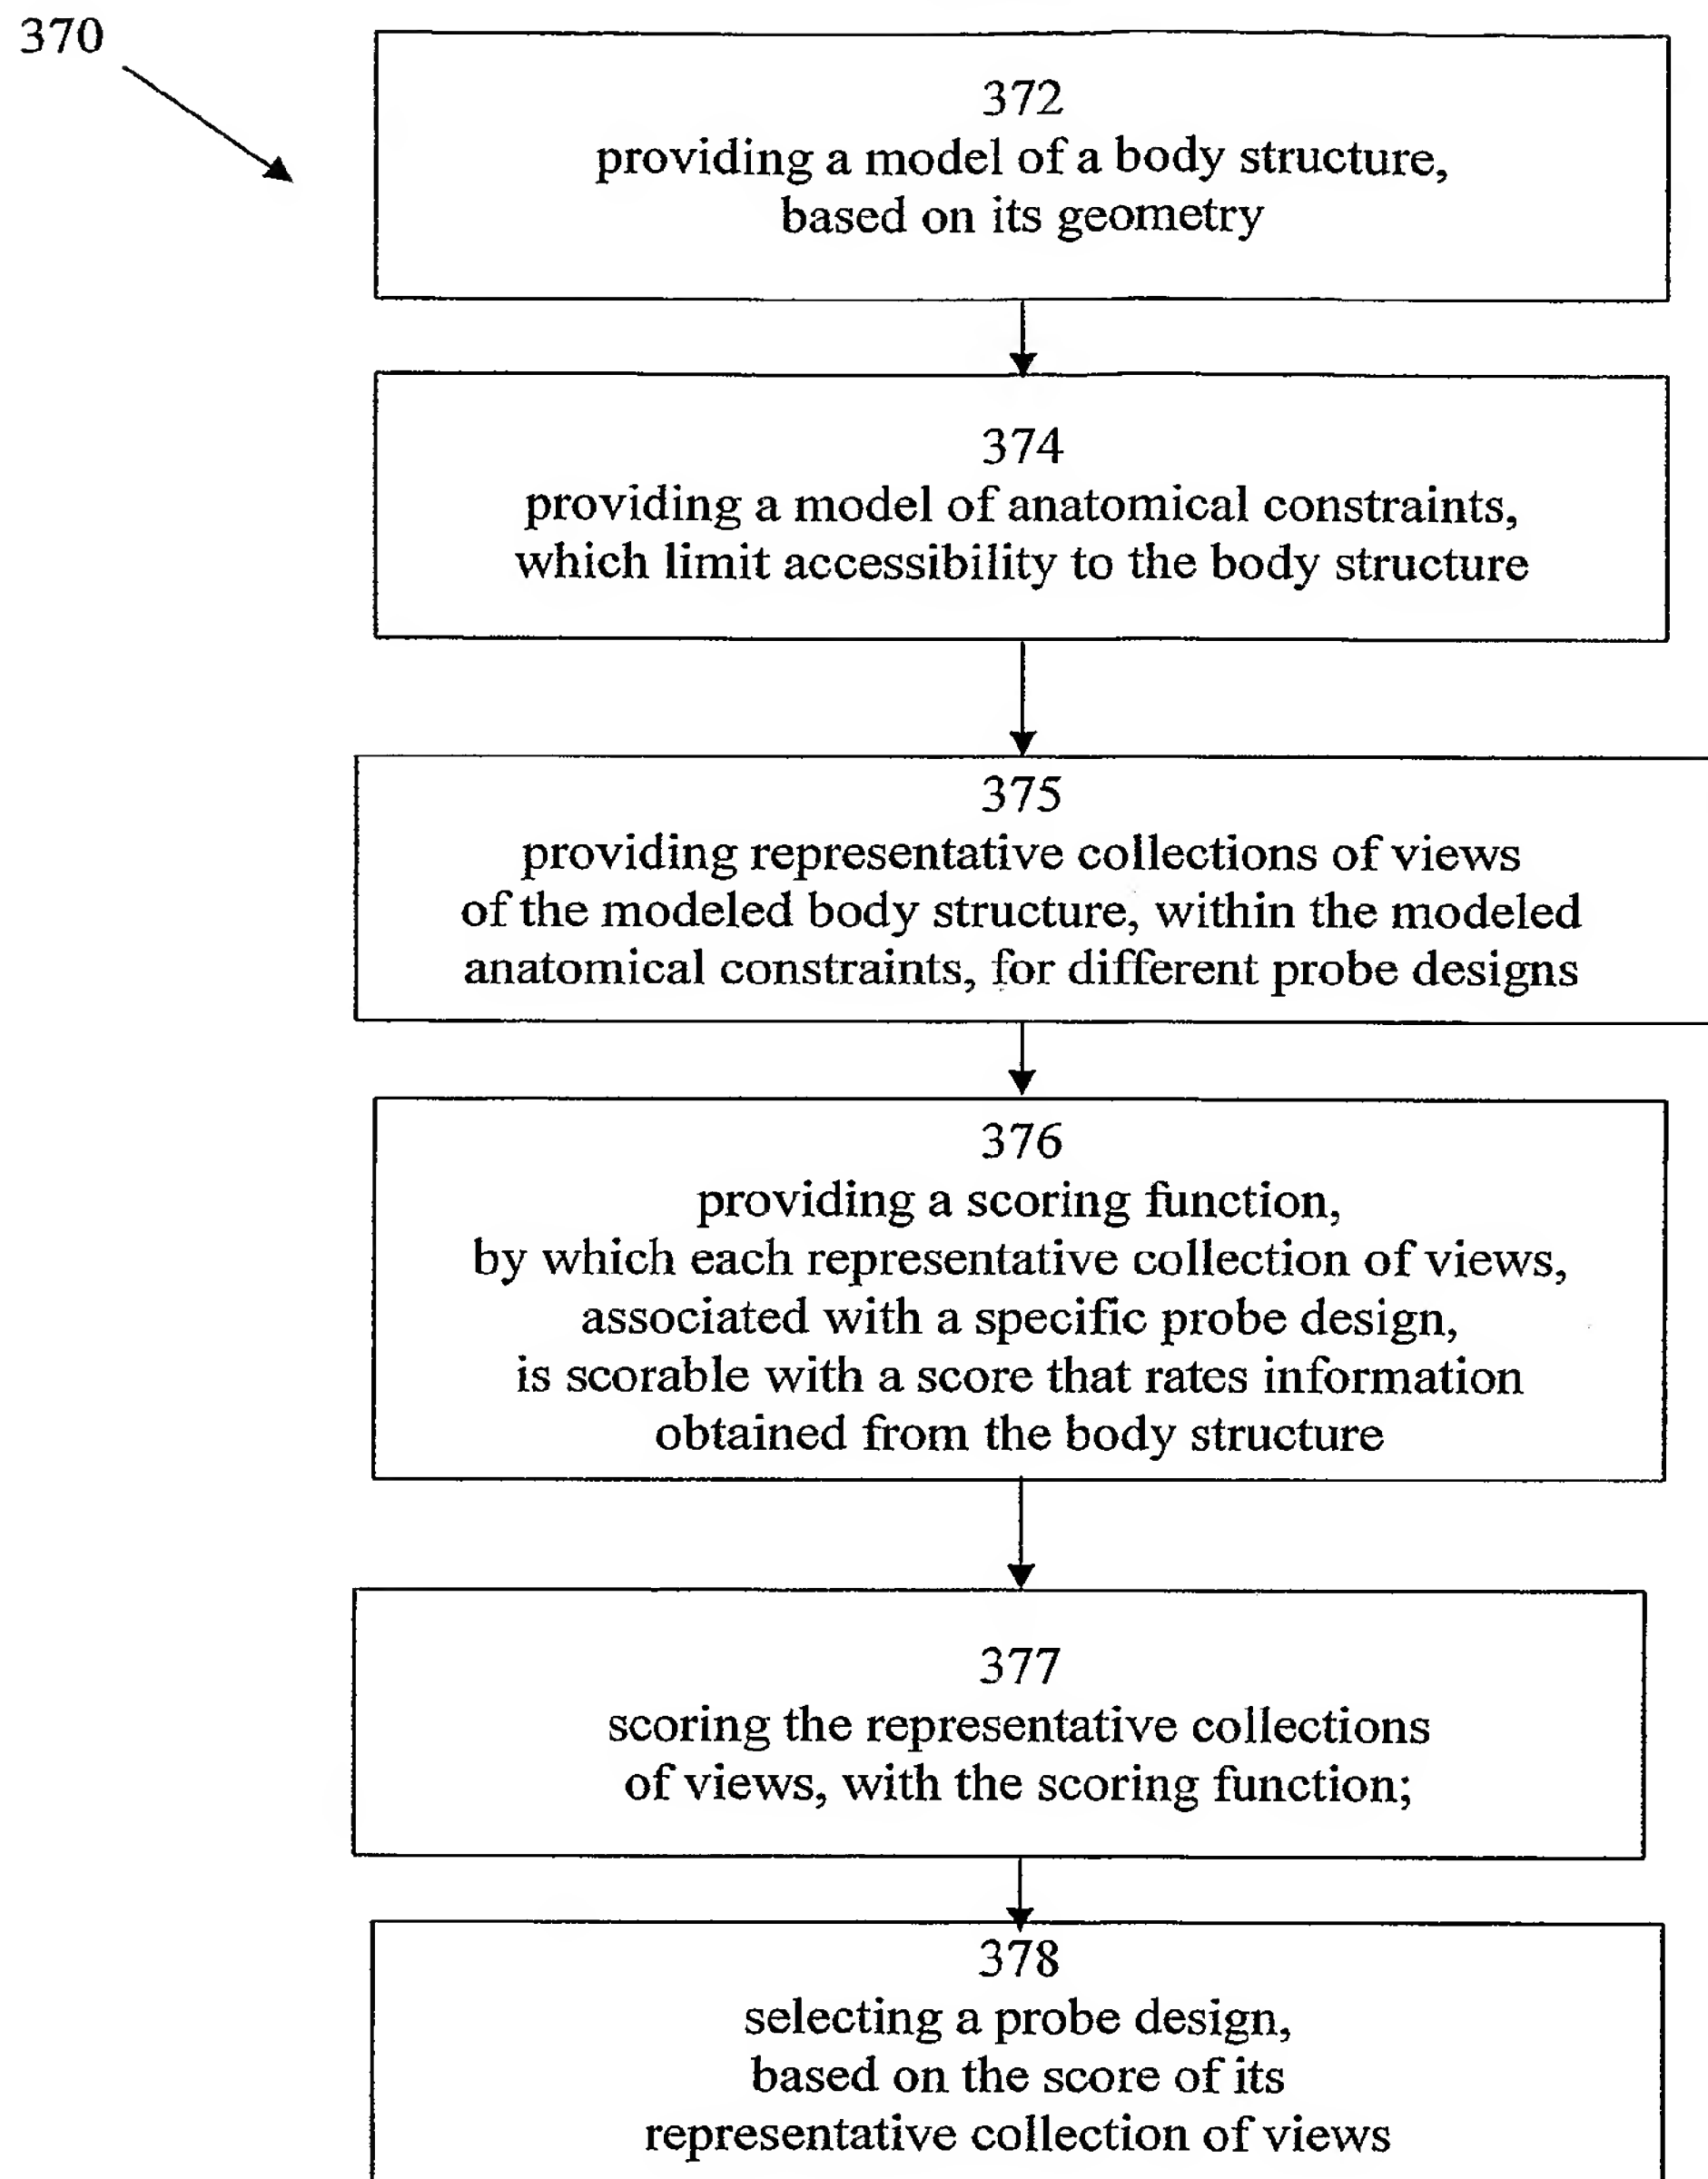 370
372
providing a model of a body structure,
based on its geometry
374
providing a model of anatomical constraints,
which limit accessibility to the body structure
375
providing representative collections of views
of the modeled body structure, within the modeled
anatomical constraints, for different probe designs
376
providing a scoring function,
by which each representative collection of views,
associated with a specific probe design,
is scorable with a score that rates information
obtained from the body structure
377
scoring the representative collections
of views, with the scoring function;
378
selecting a probe design,
based on the score of its
representative collection of views